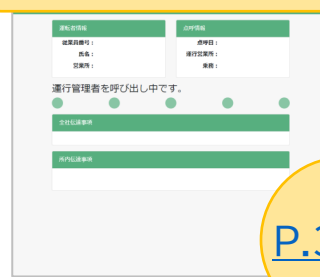 運転者情報
従業員番号：
氏名：
営業所：
点呼情報
点呼日：
運行営業所：
業務：
運行管理者を呼び出し中です。
全社伝達事項
所内伝達事項